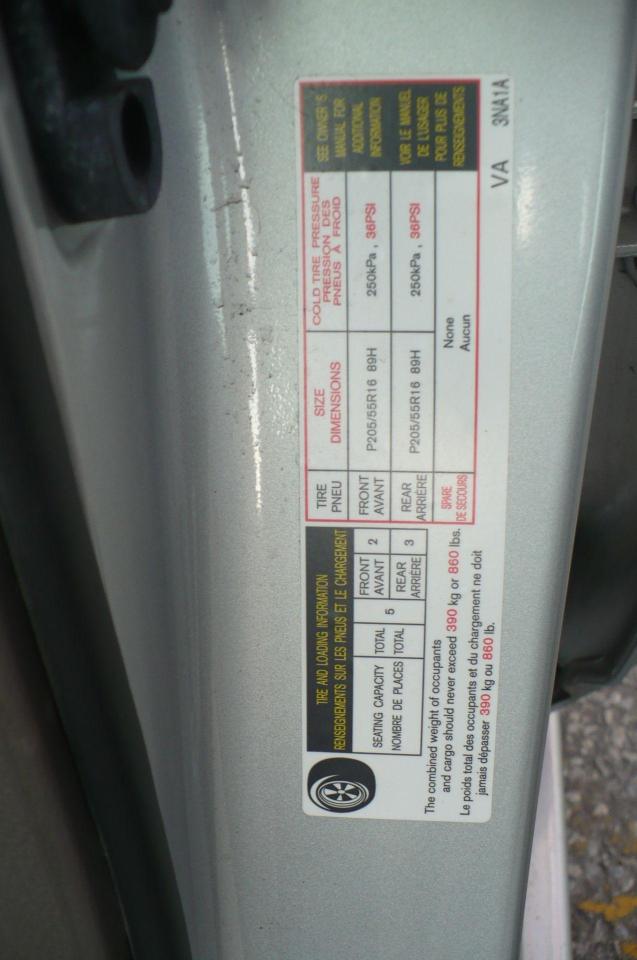 TIRE AND LOADING INFORMATION
RENSEIGNEMENTS SUR LES PNEUS ET LE CHARGEMENT
SEATING CAPACITY TOTAL 5 FRONT AVANT 2
NOMBRE DE PLACES TOTAL REAR ARRIÈRE 3
The combined weight of occupants
and cargo should never exceed 390 kg or 860 lbs.
Le poids total des occupants et du chargement ne doit
jamais dépasser 390 kg ou 860 lb.
TIRE PNEU
SIZE DIMENSIONS
COLD TIRE PRESSURE
PRESSION DES
PNEUS À FROID
FRONT AVANT P205/55R16 89H 250kPa, 36PSI
REAR ARRIÈRE P205/55R16 89H 250kPa, 36PSI
SPARE DE SECOURS None Aucun
SEE OWNER'S
MANUAL FOR
ADDITIONAL
INFORMATION
VOIR LE MANUEL
DE L'USAGER
POUR PLUS DE
RENSEIGNEMENTS
VA 3NA1A